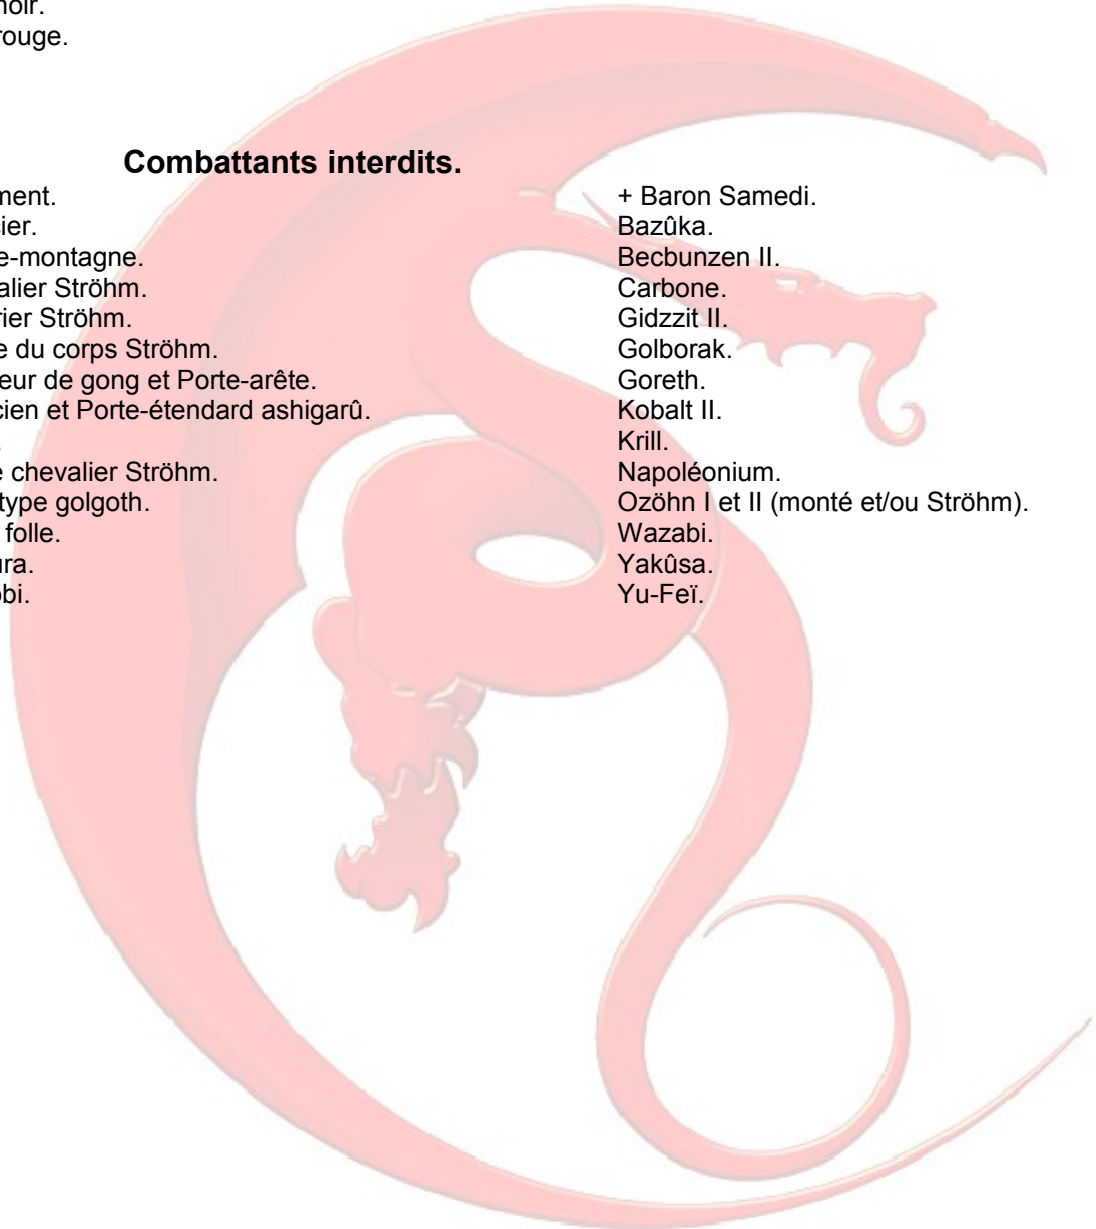 noir.
rouge.
Combattants interdits.
ment.
cier.
e-montagne.
alier Ströhm.
rier Ströhm.
e du corps Ströhm.
eur de gong et Porte-arête.
cien et Porte-étendard ashigarû.
.
e chevalier Ströhm.
type golgoth.
folle.
ura.
obi.
+ Baron Samedi.
Bazûka.
Becbunzen II.
Carbone.
Gidzzit II.
Golborak.
Goreth.
Kobalt II.
Krill.
Napoléonium.
Ozöhn I et II (monté et/ou Ströhm).
Wazabi.
Yakûsa.
Yu-Feï.